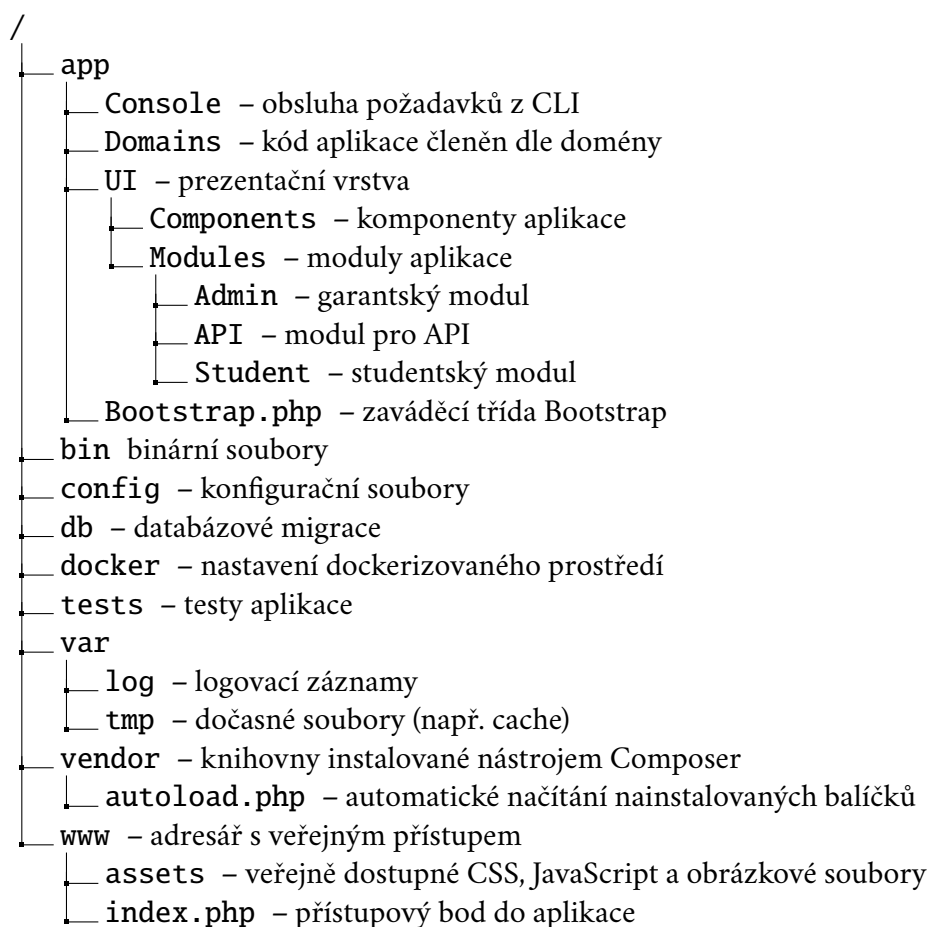 /
app
Console – obsluha požadavků z CLI
Domains – kód aplikace členěn dle domény
UI – prezentační vrstva
Components – komponenty aplikace
Modules – moduly aplikace
Admin – garantský modul
API – modul pro API
Student – studentský modul
Bootstrap.php – zaváděcí třída Bootstrap
bin binární soubory
config – konfigurační soubory
db – databázové migrace
docker – nastavení dockerizovaného prostředí
tests – testy aplikace
var
log – logovací záznamy
tmp – dočasné soubory (např. cache)
vendor – knihovny instalované nástrojem Composer
autoload.php – automatické načítání nainstalovaných balíčků
www – adresář s veřejným přístupem
assets – veřejně dostupné CSS, JavaScript a obrázkové soubory
index.php – přístupový bod do aplikace